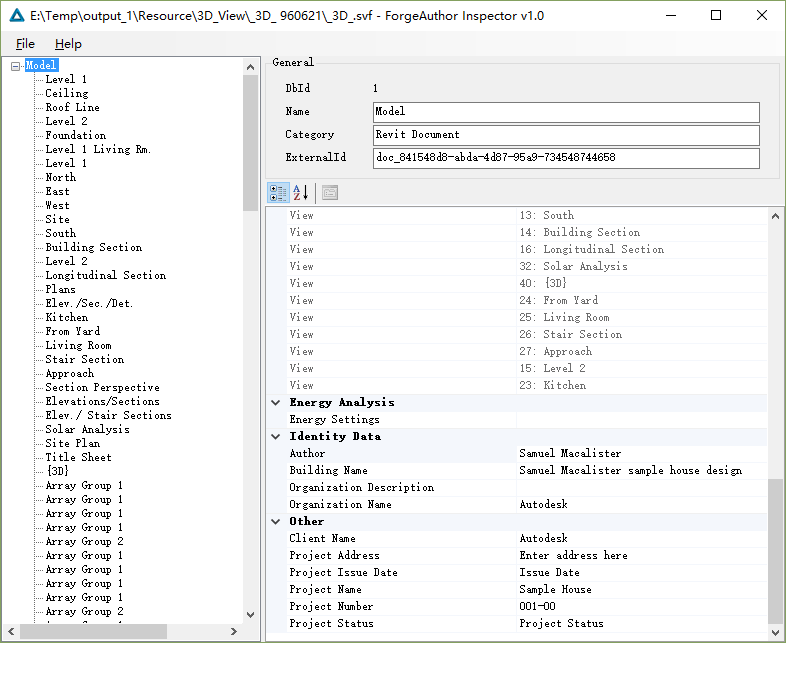 E:\Temp\output_1\Resource\3D_View\_3D_ 960621\_3D_.svf - ForgeAuthor Inspector v1.0
File Help
Model
Level 1
Ceiling
Roof Line
Level 2
Foundation
Level 1 Living Rm.
Level 1
North
East
West
Site
South
Building Section
Level 2
Longitudinal Section
Plans
Elev./Sec./Det.
Kitchen
From Yard
Living Room
Stair Section
Approach
Section Perspective
Elevations/Sections
Elev./ Stair Sections
Solar Analysis
Site Plan
Title Sheet
{3D}
Array Group 1
Array Group 1
Array Group 1
Array Group 1
Array Group 2
Array Group 1
Array Group 1
Array Group 1
Array Group 1
Array Group 2
General
DbId 1
Name Model
Category Revit Document
ExternalId doc_841548d8-abda-4d87-95a9-734548744658
View 13: South
View 14: Building Section
View 16: Longitudinal Section
View 32: Solar Analysis
View 40: {3D}
View 24: From Yard
View 25: Living Room
View 26: Stair Section
View 27: Approach
View 15: Level 2
View 23: Kitchen
Energy Analysis
Energy Settings
Identity Data
Author Samuel Macalister
Building Name Samuel Macalister sample house design
Organization Description
Organization Name Autodesk
Other
Client Name Autodesk
Project Address Enter address here
Project Issue Date Issue Date
Project Name Sample House
Project Number 001-00
Project Status Project Status